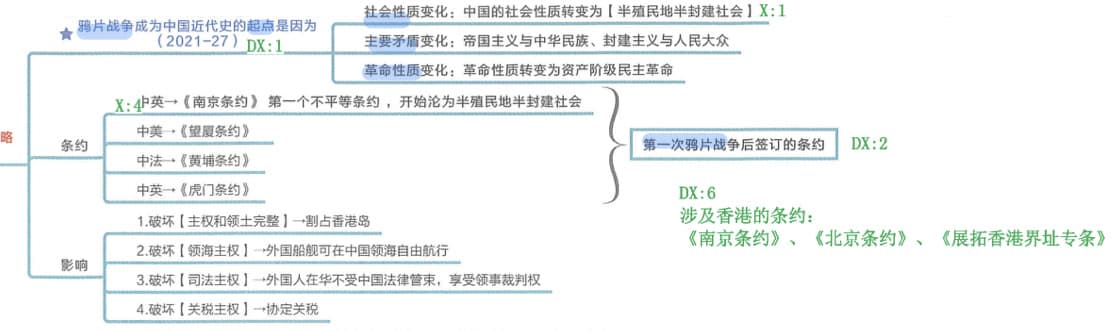 略
鸦片战争成为中国近代史的起点是因为
（2021-27）
DX:1
社会性质变化：中国的社会性质转变为【半殖民地半封建社会】 X:1
主要矛盾变化：帝国主义与中华民族、封建主义与人民大众
革命性质变化：革命性质转变为资产阶级民主革命
条约
X:4
中英→《南京条约》 第一个不平等条约 ，开始沦为半殖民地半封建社会
中美→《望厦条约》
中法→《黄埔条约》
中英→《虎门条约》
第一次鸦片战争后签订的条约
DX:2
DX:6
涉及香港的条约：
《南京条约》、《北京条约》、《展拓香港界址专条》
影响
1.破坏【主权和领土完整】→割占香港岛
2.破坏【领海主权】→外国船舰可在中国领海自由航行
3.破坏【司法主权】→外国人在华不受中国法律管束，享受领事裁判权
4.破坏【关税主权】→协定关税